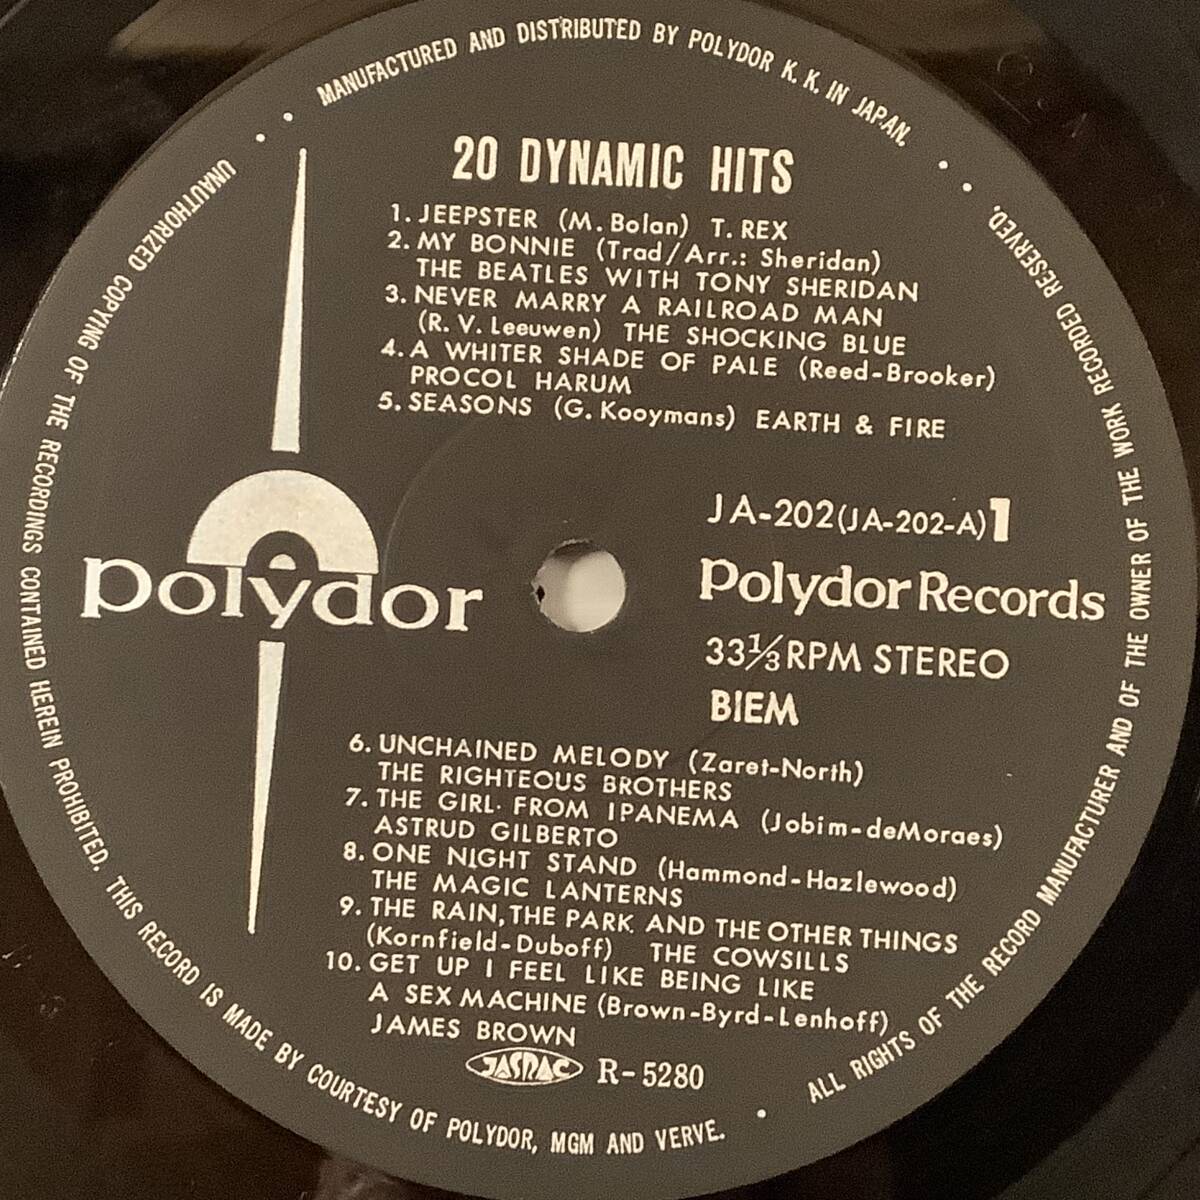 MANUFACTURED AND DISTRIBUTED BY POLYDOR K. K. IN JAPAN.
20 DYNAMIC HITS
1. JEEPSTER (M. Bolan) T. REX
2. MY BONNIE (Trad/Arr.: Sheridan)
THE BEATLES WITH TONY SHERIDAN
3. NEVER MARRY A RAILROAD MAN
(R. V. Leeuwen) THE SHOCKING BLUE
4. A WHITER SHADE OF PALE (Reed-Brooker)
PROCOL HARUM
5. SEASONS (G. Kooymans) EARTH & FIRE
JA-202(JA-202-A)1
polydor
Polydor Records
33⅓ RPM STEREO
BIEM
6. UNCHAINED MELODY (Zaret-North)
THE RIGHTEOUS BROTHERS
7. THE GIRL· FROM IPANEMA (Jobim-deMoraes)
ASTRUD GILBERTO
8. ONE NIGHT STAND (Hammond-Hazlewood)
THE MAGIC LANTERNS
9. THE RAIN, THE PARK AND THE OTHER THINGS
(Kornfield-Duboff) THE COWSILLS
10. GET UP I FEEL LIKE BEING LIKE
A SEX MACHINE (Brown-Byrd-Lenhoff)
JAMES BROWN
JASRAC R-5280
ALL RIGHTS OF THE RECORD MANUFACTURER AND OF THE OWNER OF THE WORK RECORDED RESERVED.
UNAUTHORIZED COPYING OF THE RECORDINGS CONTAINED HEREIN PROHIBITED. THIS RECORD IS MADE BY COURTESY OF POLYDOR, MGM AND VERVE.